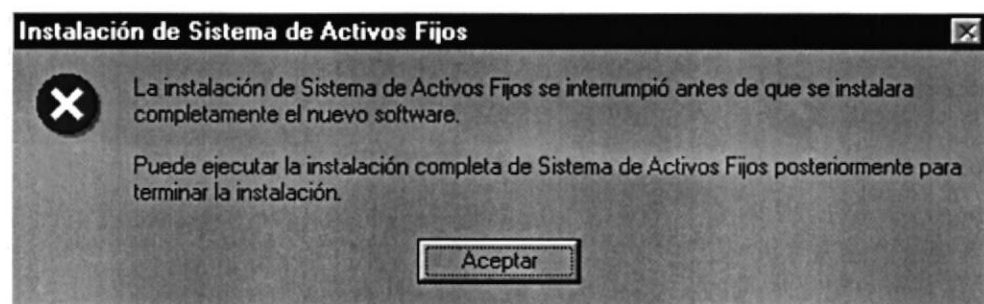 Instalación de Sistema de Activos Fijos
La instalación de Sistema de Activos Fijos se interrumpió antes de que se instalara
completamente el nuevo software.
Puede ejecutar la instalación completa de Sistema de Activos Fijos posteriormente para
terminar la instalación.
Aceptar